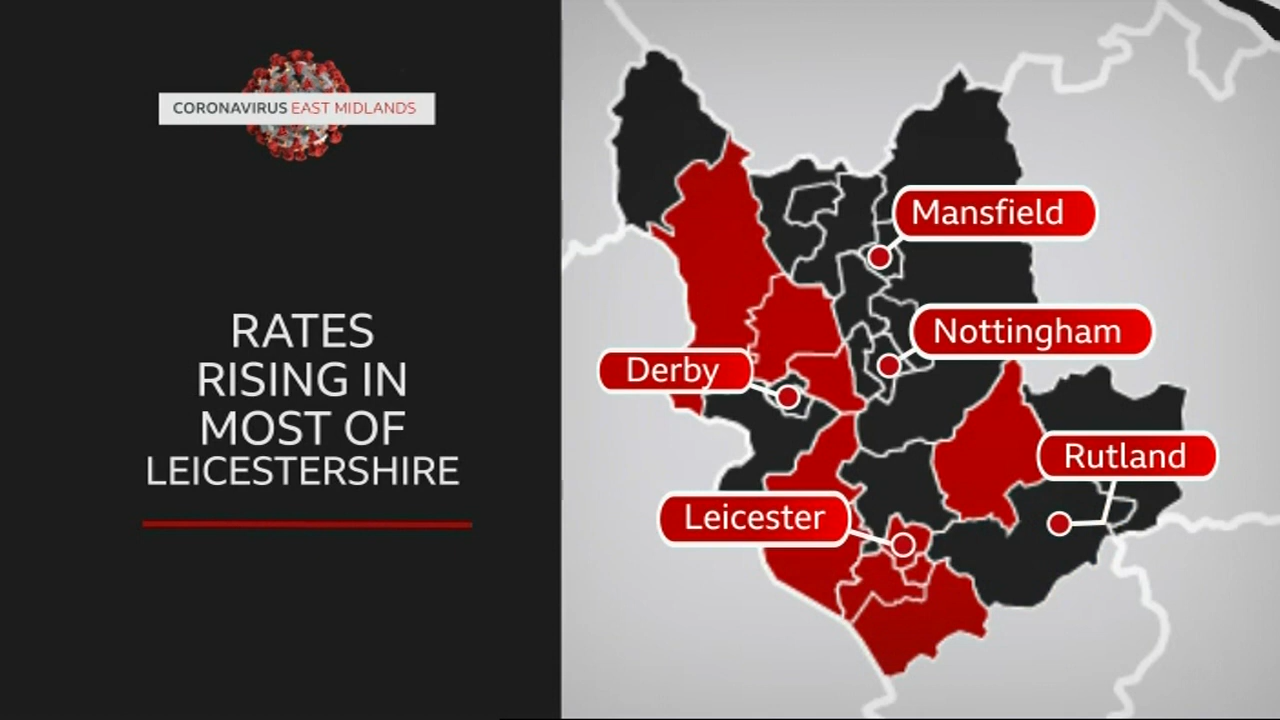 CORONAVIRUS EAST MIDLANDS
RATES
RISING IN
MOST OF
LEICESTERSHIRE
Mansfield
Nottingham
Derby
Rutland
Leicester